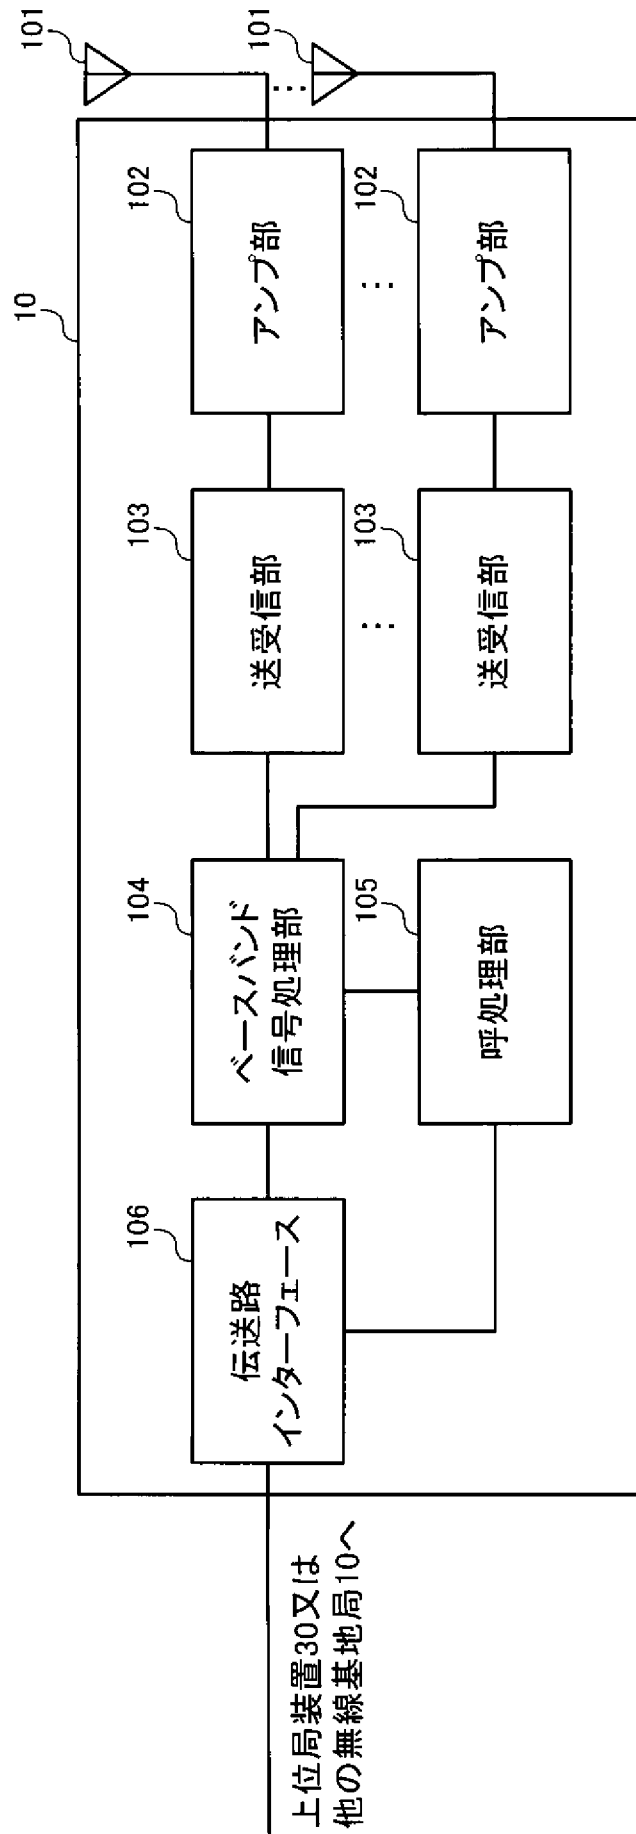 10
101
101
102
アンプ部
102
アンプ部
103
送受信部
103
送受信部
104
ベースバンド
信号処理部
105
呼処理部
106
伝送路
インターフェース
上位局装置30又は
他の無線基地局10へ